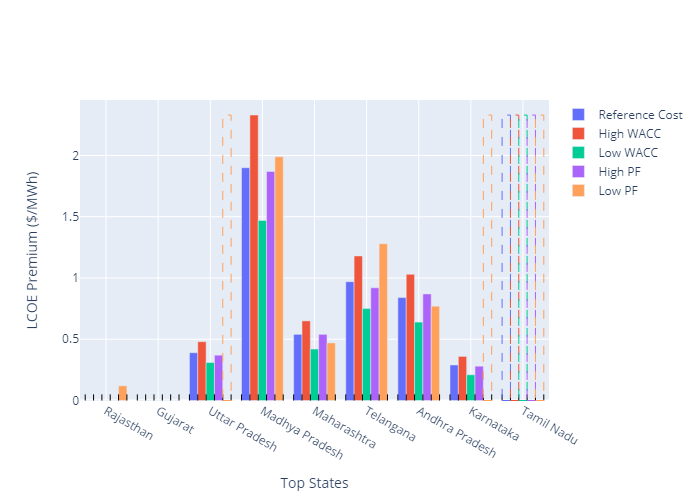 Reference Cost
High WACC
Low WACC
High PF
Low PF
LCOE Premium ($/MWh)
2
1.5
1
0.5
0
Rajasthan
Gujarat
Uttar Pradesh
Madhya Pradesh
Maharashtra
Telangana
Andhra Pradesh
Karnataka
Tamil Nadu
Top States